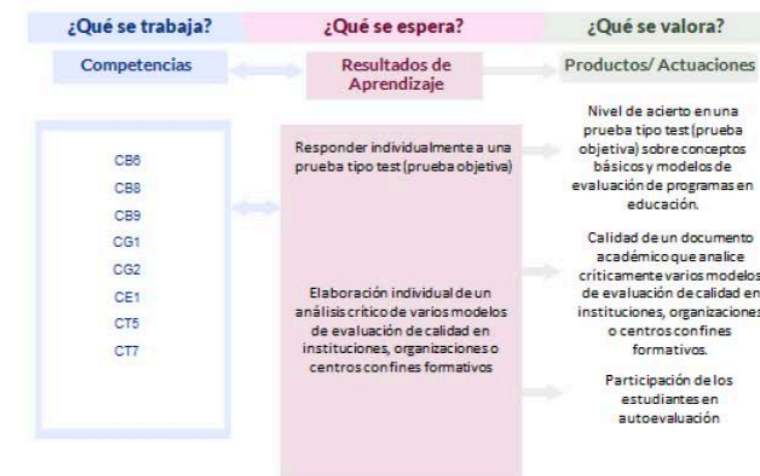 ¿Qué se trabaja?
¿Qué se espera?
¿Qué se valora?
Competencias
Resultados de
Aprendizaje
Productos/ Actuaciones
CB6
CB8
CB9
CG1
CG2
CE1
CT5
CT7
Responder individualmente a una
prueba tipo test (prueba objetiva)
Elaboración individual de un
análisis crítico de varios modelos
de evaluación de calidad en
instituciones, organizaciones o
centros con fines formativos
Nivel de acierto en una
prueba tipo test (prueba
objetiva) sobre conceptos
básicos y modelos de
evaluación de programas en
educación.
Calidad de un documento
académico que analice
críticamente varios modelos
de evaluación de calidad en
instituciones, organizaciones
o centros con fines
formativos.
Participación de los
estudiantes en
autoevaluación